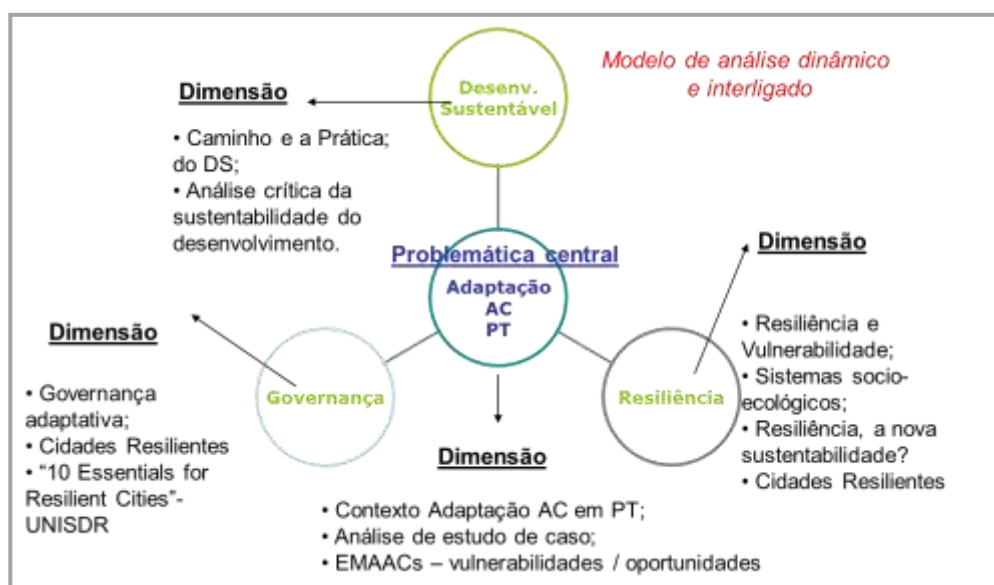 Modelo de análise dinâmico
e interligado
Desenv.
Sustentável
Dimensão
• Caminho e a Prática;
do DS;
• Análise crítica da
sustentabilidade do
desenvolvimento.
Problemática central
Adaptação
AC
PT
Dimensão
• Resiliência e
Vulnerabilidade;
• Sistemas socio-
ecológicos;
• Resiliência, a nova
sustentabilidade?
• Cidades Resilientes
Resiliência
Dimensão
• Governança
adaptativa;
• Cidades Resilientes
• “10 Essentials for
Resilient Cities”-
UNISDR
Governança
Dimensão
• Contexto Adaptação AC em PT;
• Análise de estudo de caso;
• EMAACs – vulnerabilidades / oportunidades